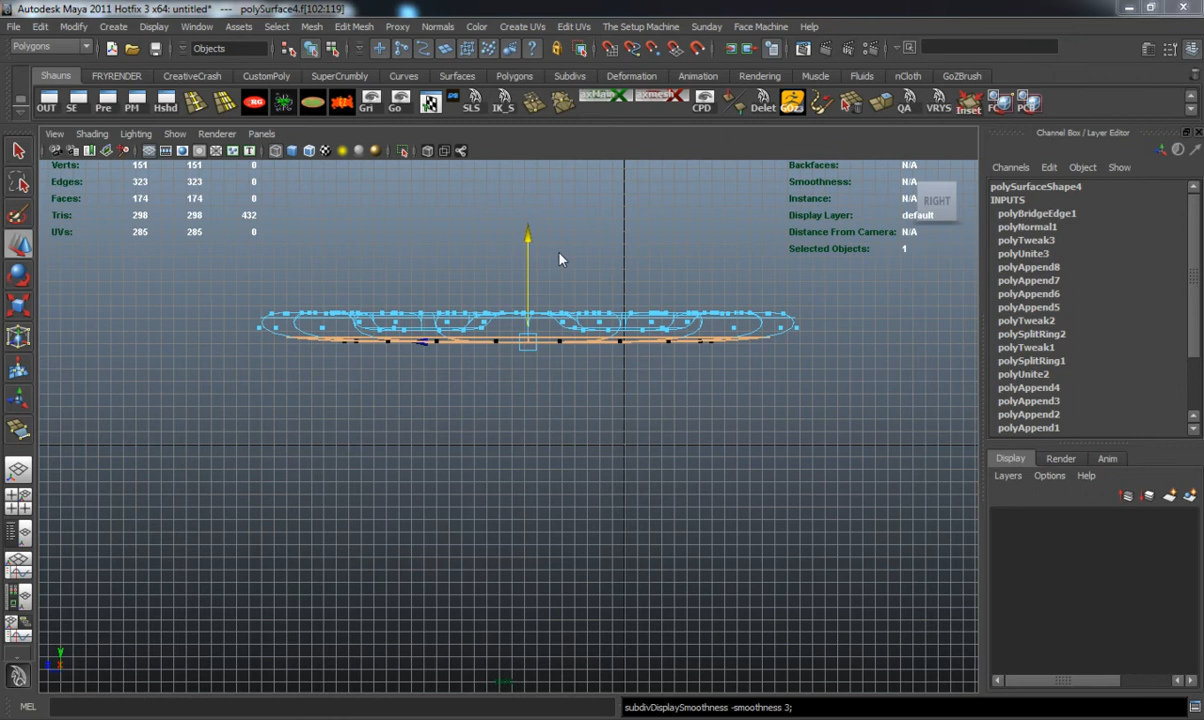 Autodesk Maya 2011 Hotfix 3 x64: untitled* --- polySurface4.f[102:119]
File Edit Modify Create Display Window Assets Select Mesh Edit Mesh Proxy Normals Color Create UVs Edit UVs The Setup Machine Sunday Face Machine Help
Polygons Objects
Shauns FRYRENDER CreativeCrash CustomPoly SuperCrumbly Curves Surfaces Polygons Subdivs Deformation Animation Rendering Muscle Fluids nCloth GoZBrush
axMain axmesh
OUT SE Pre PM Hshd RG Gri Go SLS IK_S CPD Delet GOZ QA VRYS Inset FC PCB
Channel Box / Layer Editor
View Shading Lighting Show Renderer Panels
Channels Edit Object Show
Verts: 151 151 0 Backfaces: N/A
Edges: 323 323 0 Smoothness: N/A
Faces: 174 174 0 Instance: N/A
Tris: 298 298 432 Display Layer: default
UVs: 285 285 0 Distance From Camera: N/A
Selected Objects: 1
RIGHT
polySurfaceShape4
INPUTS
polyBridgeEdge1
polyNormal1
polyTweak3
polyUnite3
polyAppend8
polyAppend7
polyAppend6
polyAppend5
polyTweak2
polySplitRing2
polyTweak1
polySplitRing1
polyUnite2
polyAppend4
polyAppend3
polyAppend2
polyAppend1
Display Render Anim
Layers Options Help
y
z x
MEL subdivDisplaySmoothness -smoothness 3;